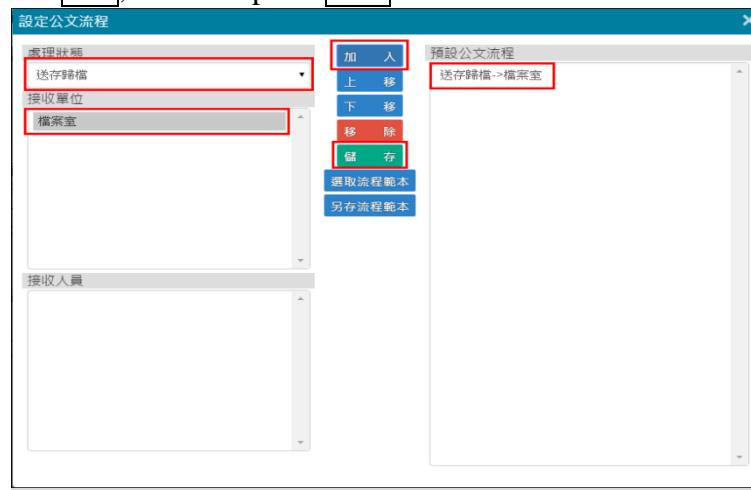 設定公文流程
處理狀態
送存歸檔
接收單位
檔案室
接收人員
加 入
上 移
下 移
移 除
儲 存
選取流程範本
另存流程範本
預設公文流程
送存歸檔->檔案室